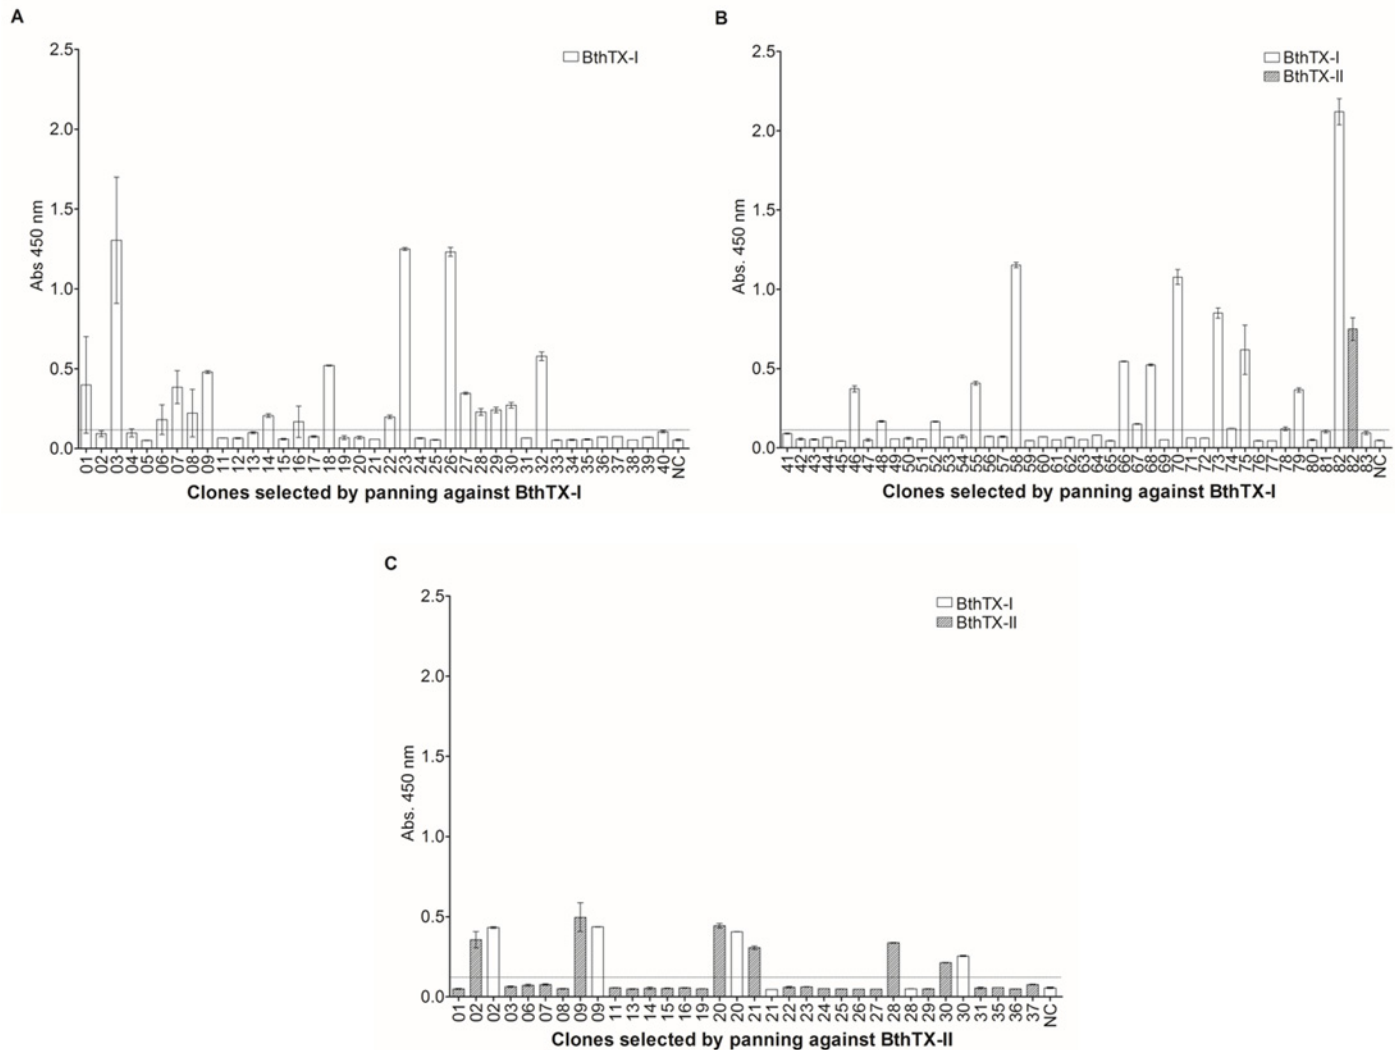 A
2.5
2.0
1.5
1.0
0.5
0.0
Abs 450 nm
BthTX-I
01 02 03 04 05 06 07 08 09 11 12 13 14 15 16 17 18 19 20 21 22 24 23 25 26 27 28 29 30 31 32 33 34 35 36 37 38 39 40 NC
Clones selected by panning against BthTX-I
B
2.5
2.0
1.5
1.0
0.5
0.0
Abs. 450 nm
BthTX-I
BthTX-II
41 42 43 44 45 46 47 48 49 50 51 52 53 54 55 56 57 58 59 60 61 62 63 64 65 66 67 68 69 70 71 72 73 74 75 76 77 78 79 80 81 82 82 83 NC
Clones selected by panning against BthTX-I
C
2.5
2.0
1.5
1.0
0.5
0.0
Abs. 450 nm
BthTX-I
BthTX-II
01 02 02 03 06 07 08 09 09 11 13 14 15 16 19 20 20 21 21 22 23 24 25 26 27 28 28 29 30 30 31 35 36 37 NC
Clones selected by panning against BthTX-II